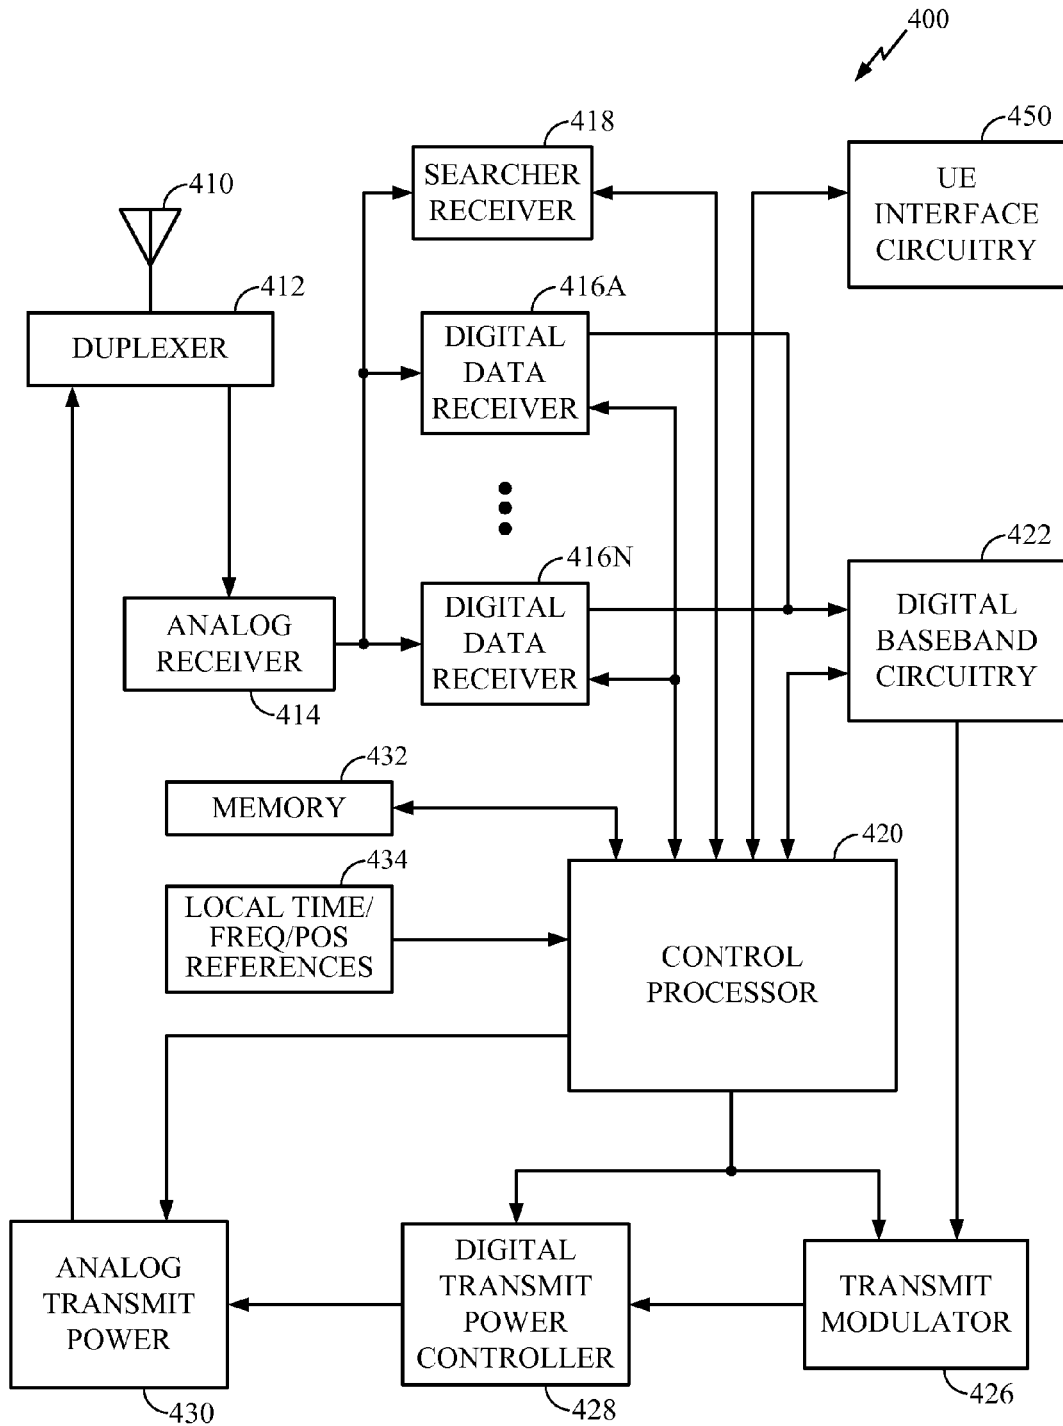 400
418
450
SEARCHER
RECEIVER
UE
INTERFACE
CIRCUITRY
410
412
416A
DUPLEXER
DIGITAL
DATA
RECEIVER
416N
422
DIGITAL
DATA
RECEIVER
DIGITAL
BASEBAND
CIRCUITRY
ANALOG
RECEIVER
414
432
MEMORY
420
434
LOCAL TIME/
FREQ/POS
REFERENCES
CONTROL
PROCESSOR
ANALOG
TRANSMIT
POWER
DIGITAL
TRANSMIT
POWER
CONTROLLER
TRANSMIT
MODULATOR
430
428
426